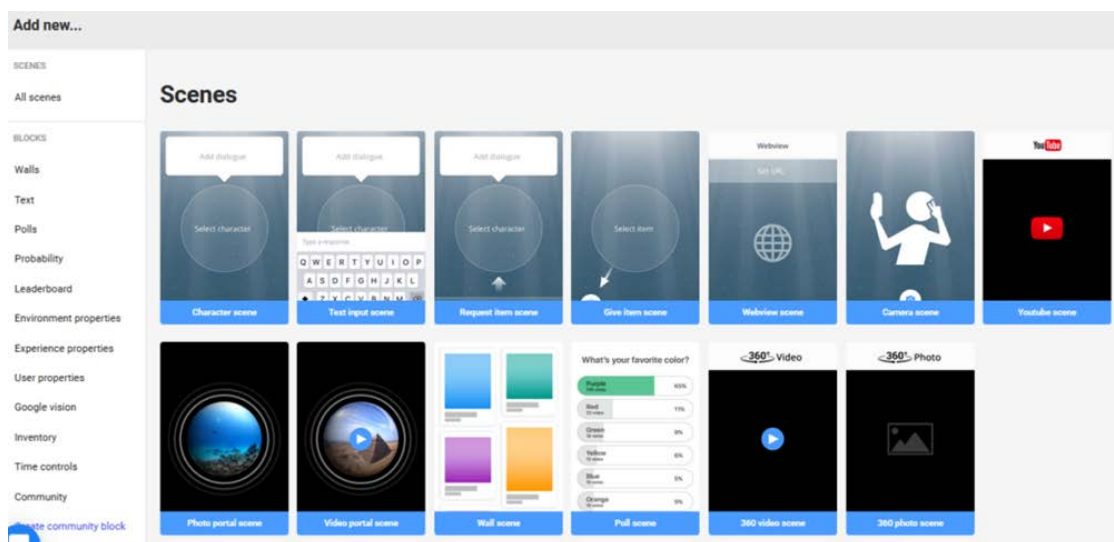 Add new...
SCENES
All scenes
BLOCKS
Walls
Text
Polls
Probability
Leaderboard
Environment properties
Experience properties
User properties
Google vision
Inventory
Time controls
Community
community block
Scenes
Add dialogue
Select character
Character scene
Add dialogue
Select character
Type a response
Q W E R T Y U I O P
A S D F G H J K L
Z X C V B N M
Text input scene
Add dialogue
Select character
Request item scene
Select item
Give item scene
Webview
Set URL
Webview scene
Camera scene
YouTube
Youtube scene
Photo portal scene
Video portal scene
Wall scene
What's your favorite color?
Purple
65%
Red
11%
Green
Yellow
6%
Blue
5%
Orange
5%
Poll scene
360° Video
360 video scene
360° Photo
360 photo scene